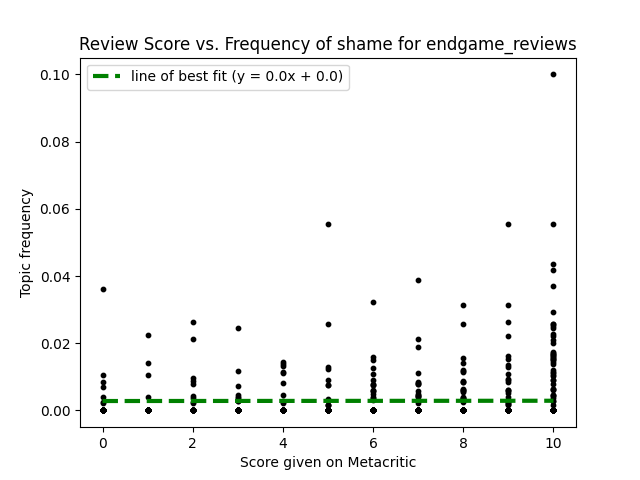 Review Score vs. Frequency of shame for endgame_reviews
line of best fit (y = 0.0x + 0.0)
0.10
0.08
0.06
0.04
0.02
0.00
Topic frequency
0 2 4 6 8 10
Score given on Metacritic